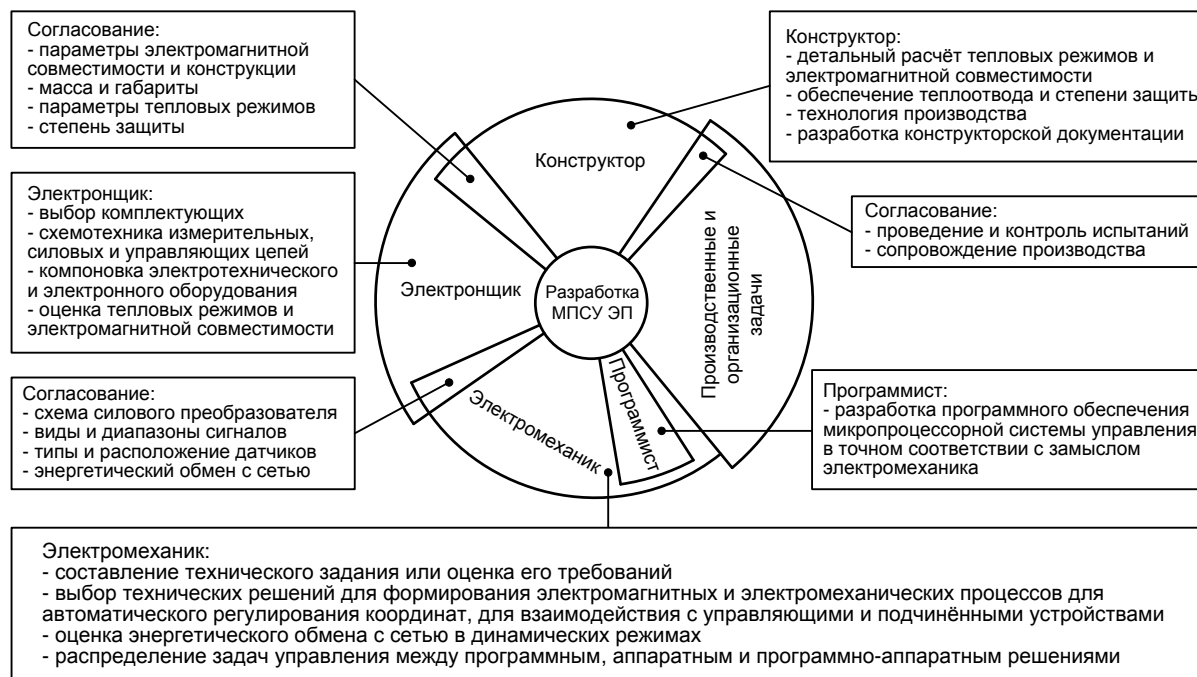 Согласование:
- параметры электромагнитной
совместимости и конструкции
- масса и габариты
- параметры тепловых режимов
- степень защиты
Конструктор:
- детальный расчёт тепловых режимов и
электромагнитной совместимости
- обеспечение теплоотвода и степени защиты
- технология производства
- разработка конструкторской документации
Электронщик:
- выбор комплектующих
- схемотехника измерительных,
силовых и управляющих цепей
- компоновка электротехнического
и электронного оборудования
- оценка тепловых режимов и
электромагнитной совместимости
Конструктор
Электронщик
Разработка
МПСУ ЭП
Производственные и
организационные
задачи
Электромеханик
Программист
Согласование:
- проведение и контроль испытаний
- сопровождение производства
Согласование:
- схема силового преобразователя
- виды и диапазоны сигналов
- типы и расположение датчиков
- энергетический обмен с сетью
Программист:
- разработка программного обеспечения
микропроцессорной системы управления
в точном соответствии с замыслом
электромеханика
Электромеханик:
- составление технического задания или оценка его требований
- выбор технических решений для формирования электромагнитных и электромеханических процессов для
автоматического регулирования координат, для взаимодействия с управляющими и подчинёнными устройствами
- оценка энергетического обмена с сетью в динамических режимах
- распределение задач управления между программным, аппаратным и программно-аппаратным решениями